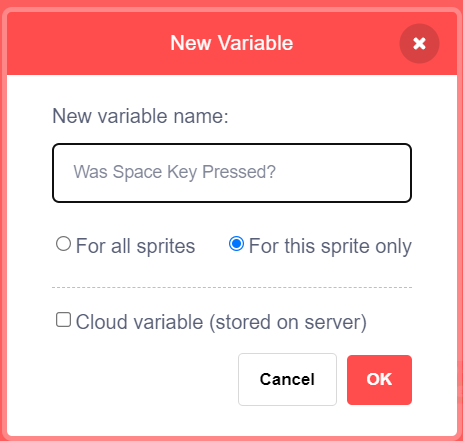 New Variable
New variable name:
Was Space Key Pressed?
For all sprites For this sprite only
Cloud variable (stored on server)
Cancel OK